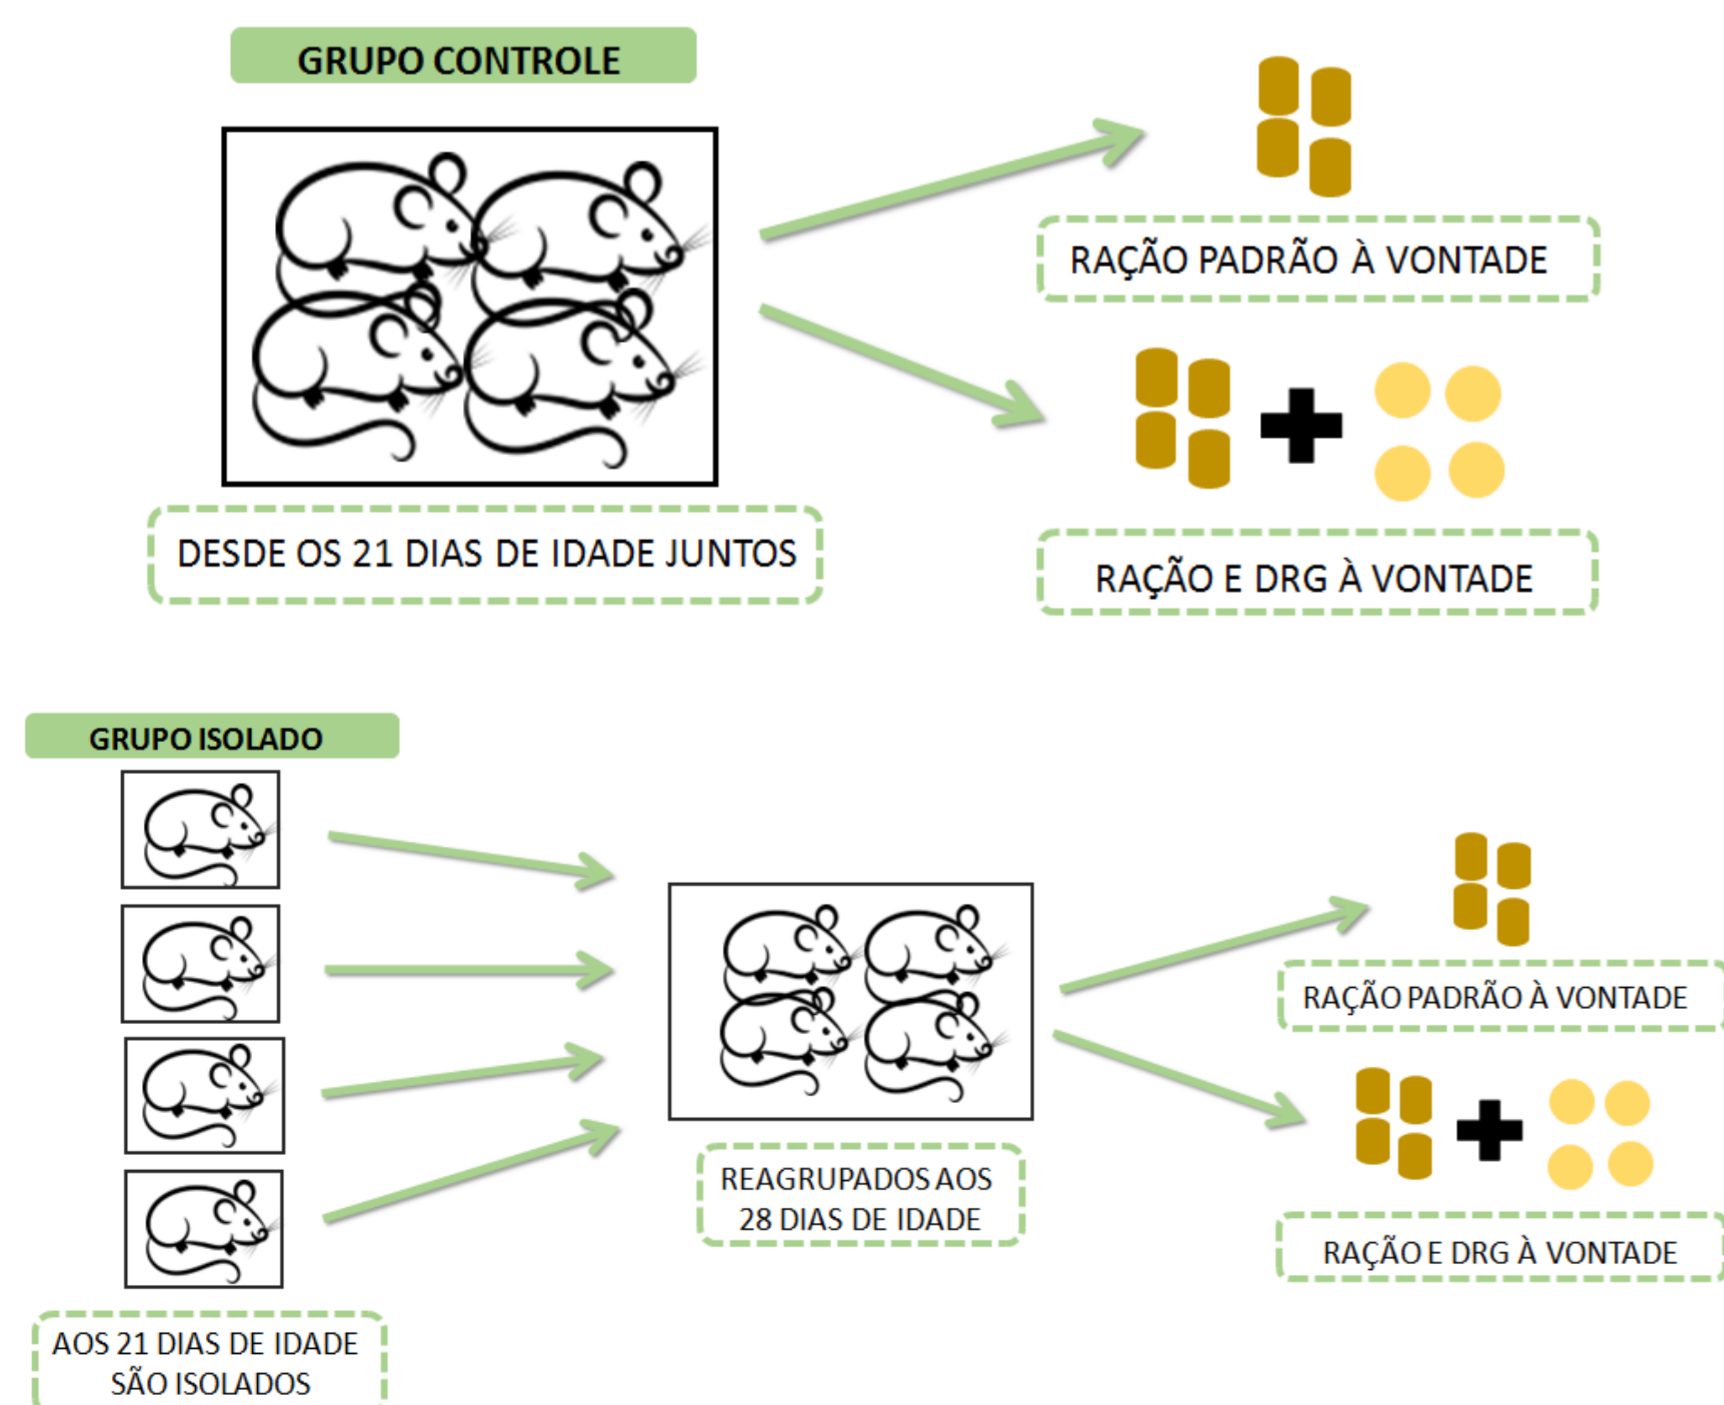 GRUPO CONTROLE
RAÇÃO PADRÃO À VONTADE
DESDE OS 21 DIAS DE IDADE JUNTOS
RAÇÃO E DRG À VONTADE
GRUPO ISOLADO
REAGRUPADOS AOS
28 DIAS DE IDADE
RAÇÃO PADRÃO À VONTADE
RAÇÃO E DRG À VONTADE
AOS 21 DIAS DE IDADE
SÃO ISOLADOS